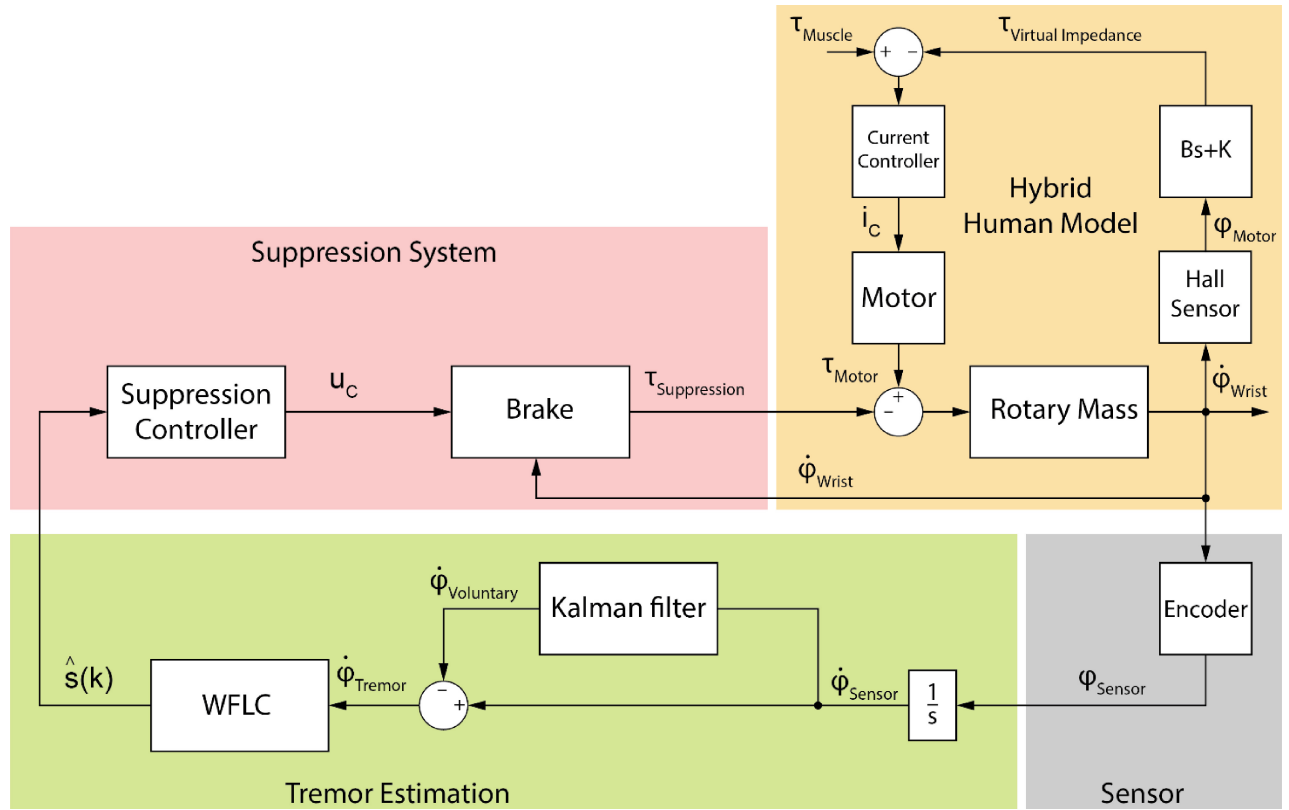 τMuscle
+ −
τVirtual Impedance
Current
Controller
Bs+K
Hybrid
Human Model
iC
φMotor
Suppression System
Motor
Hall
Sensor
τMotor
φ̇Wrist
Suppression
Controller
uC
Brake
τSuppression
+
−
Rotary Mass
φ̇Wrist
φ̇Voluntary
Kalman filter
Encoder
ŝ(k)
WFLC
φ̇Tremor
−
+
φ̇Sensor
1
s
φSensor
Tremor Estimation
Sensor